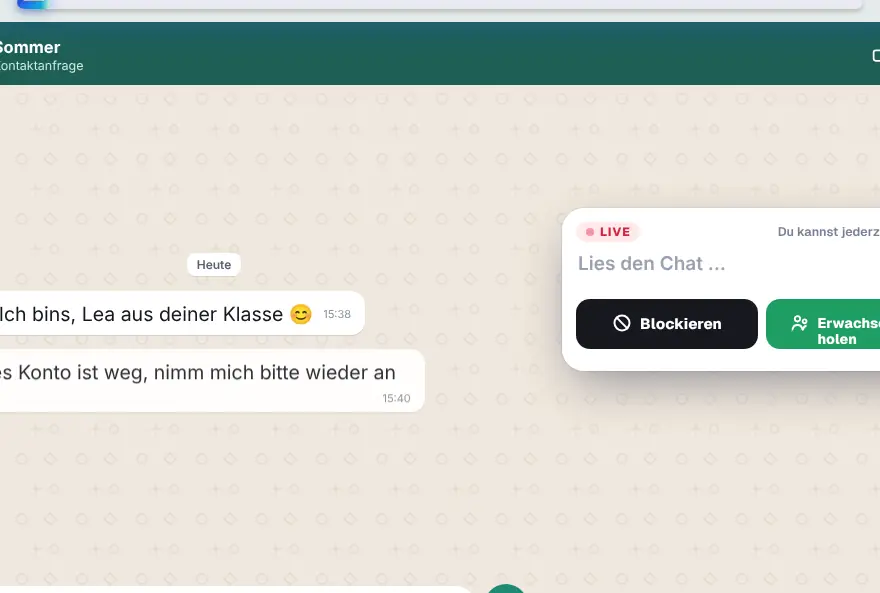 Sommer
Kontaktanfrage
LIVE
Du kannst jederz
Lies den Chat ...
Heute
Ich bins, Lea aus deiner Klasse 😊 15:38
Blockieren
Erwachse
holen
es Konto ist weg, nimm mich bitte wieder an
15:40